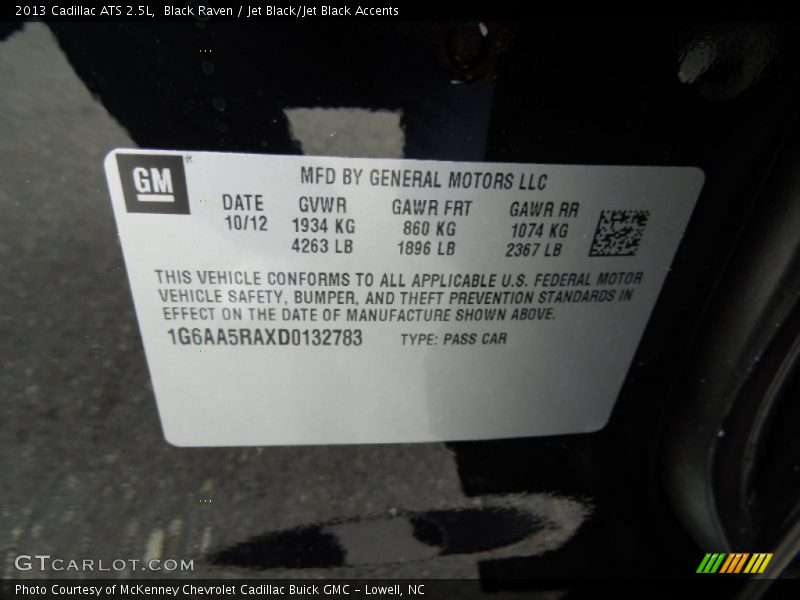 2013 Cadillac ATS 2.5L, Black Raven / Jet Black/Jet Black Accents
GM
MFD BY GENERAL MOTORS LLC
DATE GVWR GAWR FRT GAWR RR
10/12 1934 KG 860 KG 1074 KG
4263 LB 1896 LB 2367 LB
THIS VEHICLE CONFORMS TO ALL APPLICABLE U.S. FEDERAL MOTOR
VEHICLE SAFETY, BUMPER, AND THEFT PREVENTION STANDARDS IN
EFFECT ON THE DATE OF MANUFACTURE SHOWN ABOVE.
1G6AA5RAXD0132783 TYPE: PASS CAR
GTCARLOT.COM
Photo Courtesy of McKenney Chevrolet Cadillac Buick GMC - Lowell, NC